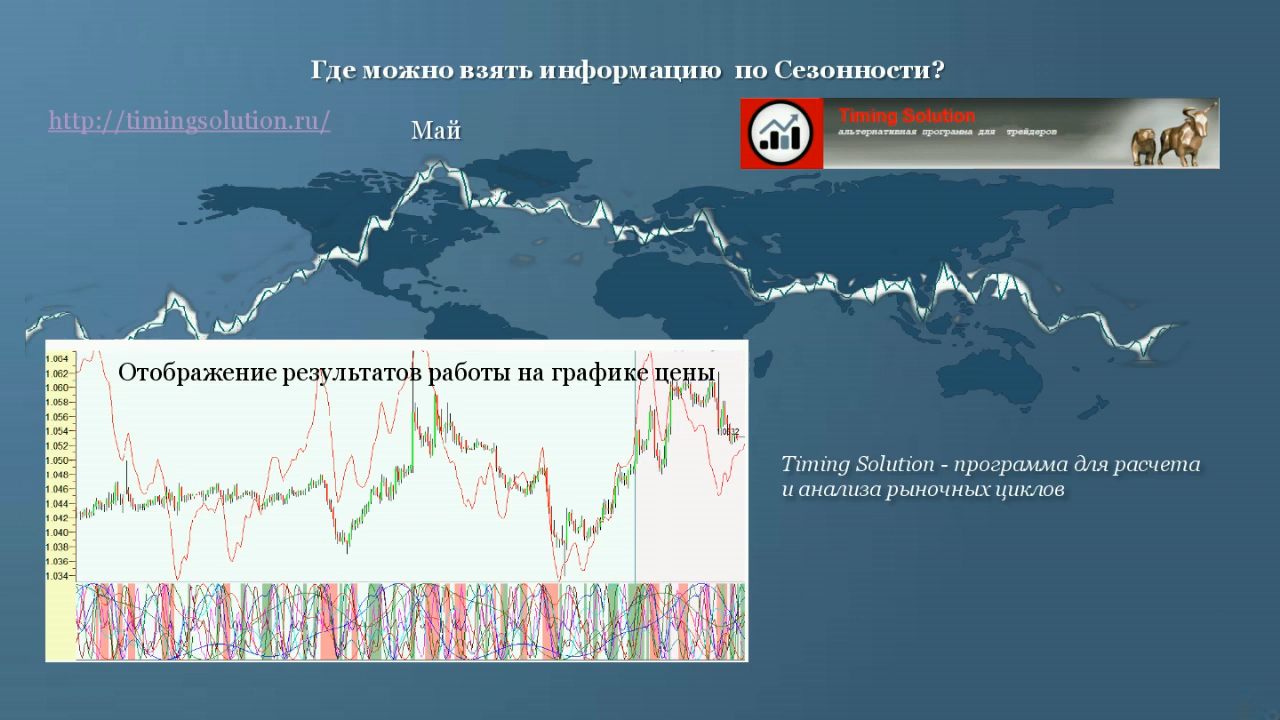 Где можно взять информацию по Сезонности?
http://timingsolution.ru/
Май
Timing Solution
альтернативная программа для трейдеров
Отображение результатов работы на графике цены
1.064
1.062
1.060
1.058
1.056
1.054
1.052
1.050
1.048
1.046
1.044
1.042
1.040
1.038
1.036
1.034
Timing Solution - программа для расчета
и анализа рыночных циклов